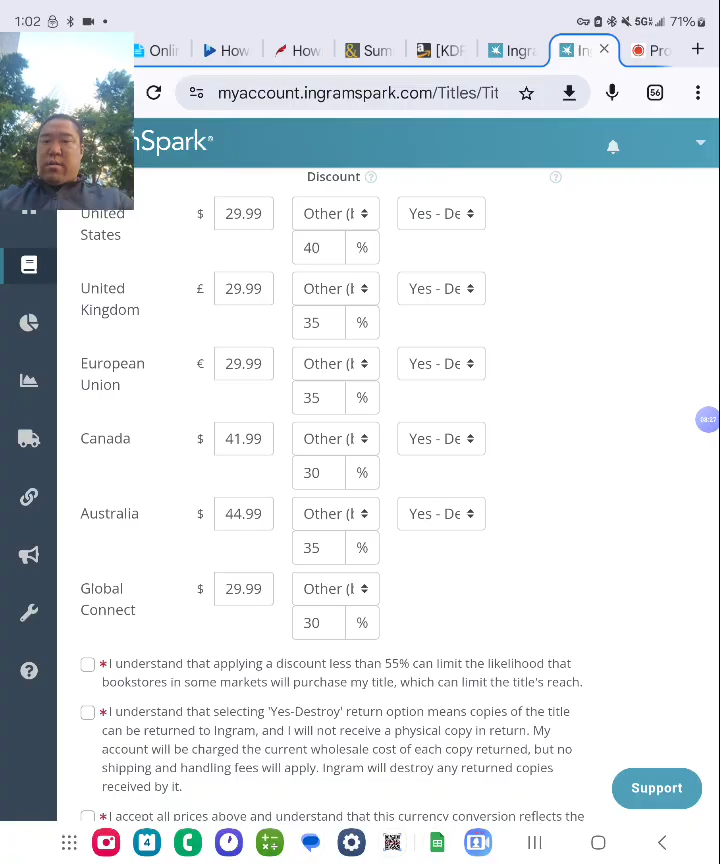 1:02
5G
71%
Onlin
How
How
Sum
[KDP
Ingra
In
Pro
myaccount.ingramspark.com/Titles/Tit
56
nSpark®
Discount
United
States
$ 29.99 Other (I Yes - De
40 %
United
Kingdom
£ 29.99 Other (I Yes - De
35 %
European
Union
€ 29.99 Other (I Yes - De
35 %
Canada $ 41.99 Other (I Yes - De
30 %
Australia $ 44.99 Other (I Yes - De
35 %
Global
Connect
$ 29.99 Other (I
30 %
*I understand that applying a discount less than 55% can limit the likelihood that
bookstores in some markets will purchase my title, which can limit the title's reach.
*I understand that selecting 'Yes-Destroy' return option means copies of the title
can be returned to Ingram, and I will not receive a physical copy in return. My
account will be charged the current wholesale cost of each copy returned, but no
shipping and handling fees will apply. Ingram will destroy any returned copies
received by it.
*I accept all prices above and understand that this currency conversion reflects the
Support
08:27
4